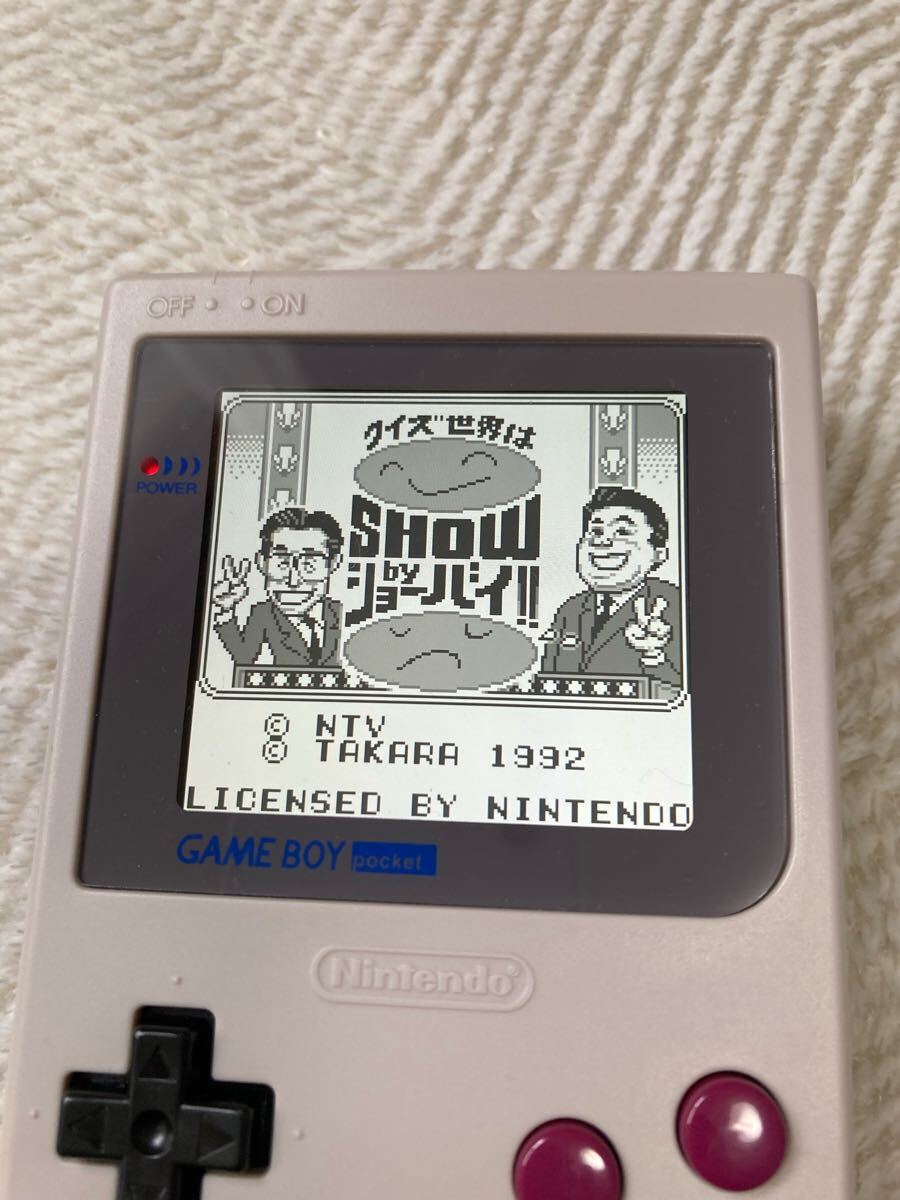 OFF ON
POWER
クイズ世界は
SHOW
by
ショーバイ!!
© NTV
© TAKARA 1992
LICENSED BY NINTENDO
GAME BOY pocket
Nintendo®